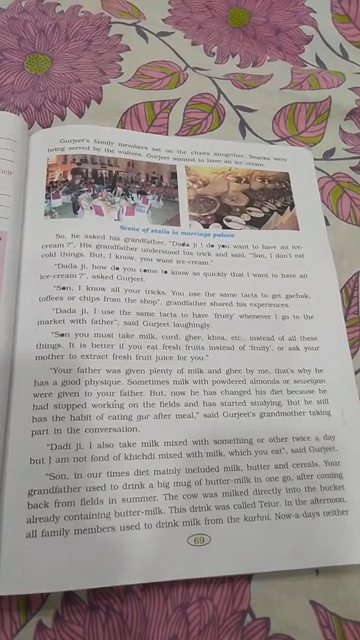 Gurjeet's family members sat on the chairs altogether. Snacks were
being served by the waiters. Gurjeet wanted to have an ice cream.
Scene of stalls in marriage palace
So, he asked his grandfather, "Dada ji ! do you want to have an ice-
cream ?". His grandfather understood his trick and said. "Son, I don't eat
cold things. But, I know, you want ice-cream."
"Dada ji, how do you come to know so quickly that I want to have an
ice-cream ?", asked Gurjeet.
"Son, I know all your tricks. You use the same tacts to get gachak,
(toffees or chips from the shop", grandfather shared his experiences.
"Dada ji, I use the same tacts to have 'fruity' whenever I go to the
market with father", said Gurjeet laughingly.
"Son you must take milk, curd, ghee, khoa, etc., instead of all these
things. It is better if you eat fresh fruits instead of 'fruity', or ask your
mother to extract fresh fruit juice for you."
"Your father was given plenty of milk and ghee by me, that's why he
has a good physique. Sometimes milk with powdered almonds or seweiyan
were given to your father. But, now he has changed his diet because he
had stopped working on the fields and has started studying. But he still
has the habit of eating gur after meal," said Gurjeet's grandmother taking
part in the conversation.
"Dadi ji, I also take milk mixed with something or other twice a day
but I am not fond of khichdi mixed with milk, which you eat", said Gurjeet.
"Son, in our times diet mainly included milk, butter and cereals. Your
grandfather used to drink a big mug of butter-milk in one go, after coming
back from fields in summer. The cow was milked directly into the bucket
already containing butter-milk. This drink was called Telur. In the afternoon,
all family members used to drink milk from the karhni. Now-a-days neither
69